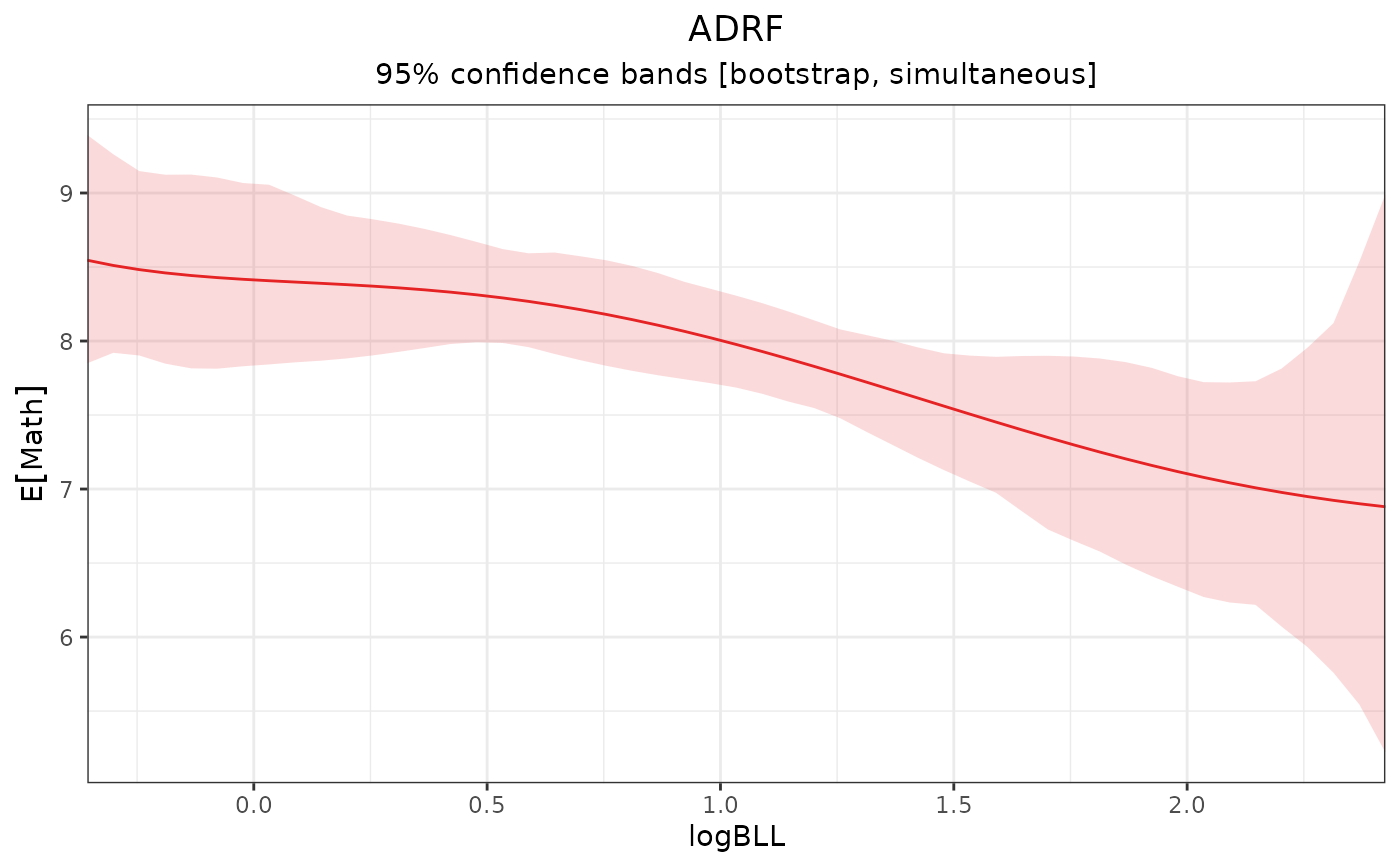 ADRF
95% confidence bands [bootstrap, simultaneous]
E[Math]
9
8
7
6
0.0 0.5 1.0 1.5 2.0
logBLL